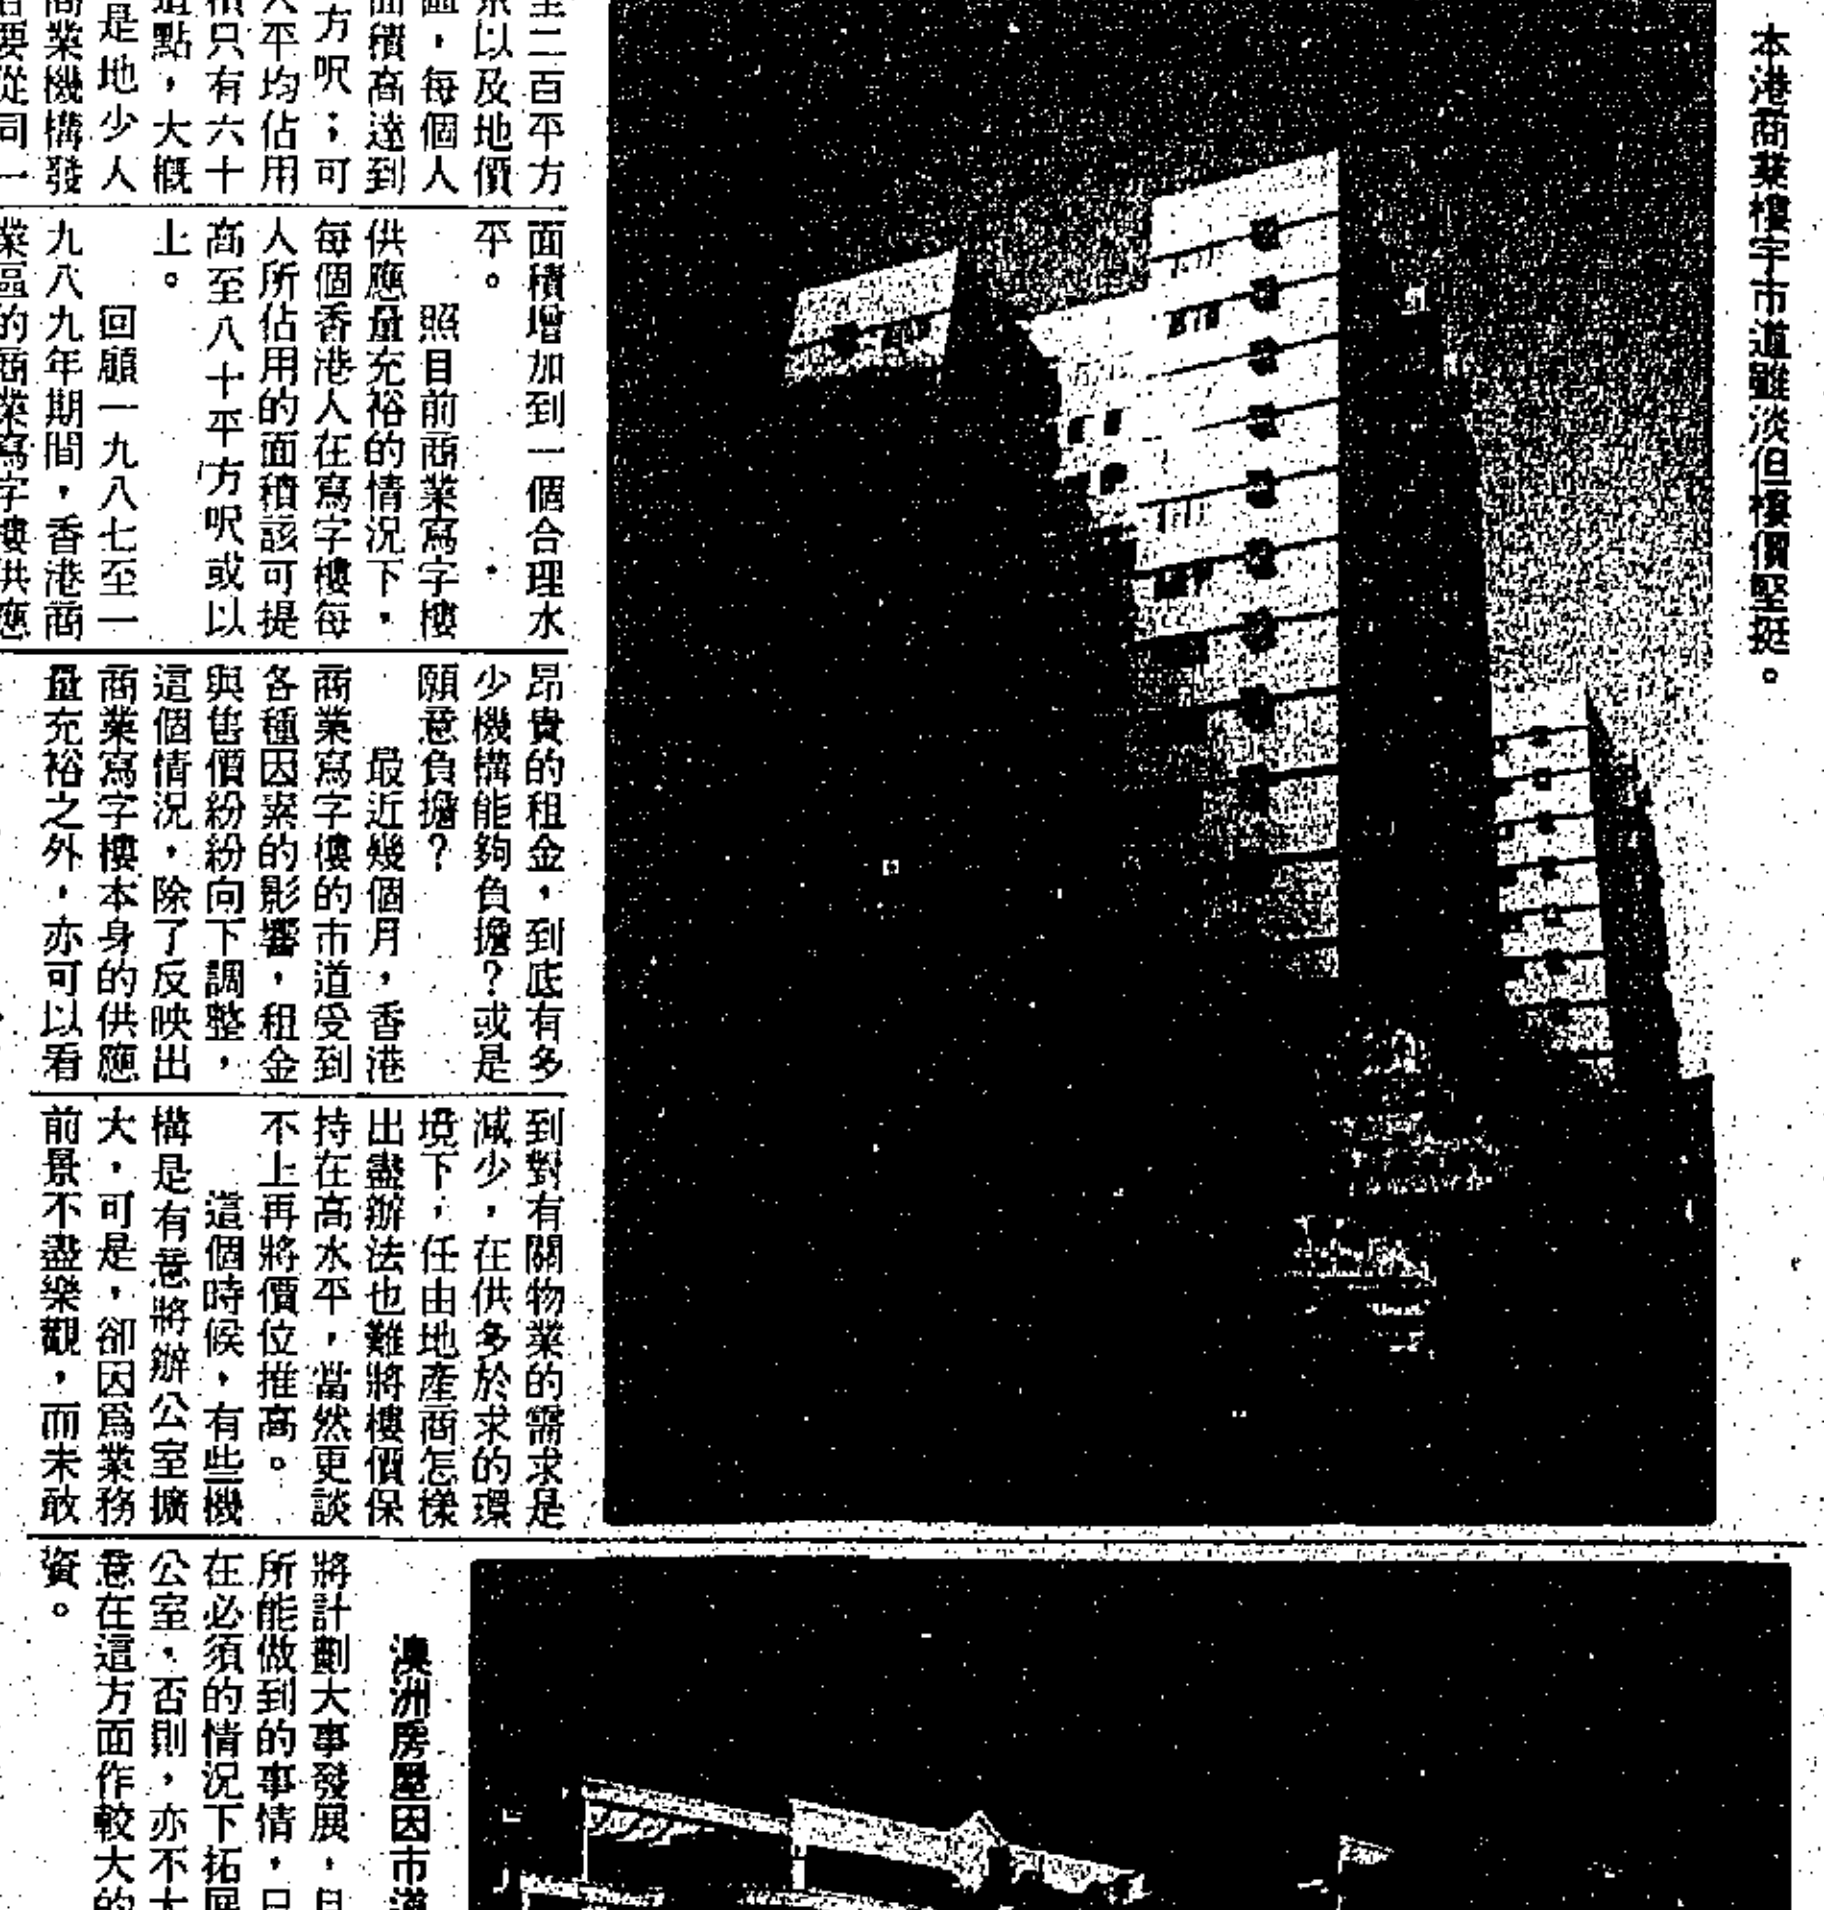 本港商業樓宇市道雖淡但樓價堅挺。
至二百平方
以及地價
，每個人
面積高達到
方呎；可
平均佔用
只有六十
點，大概
是地少人
商業機構發
要從同一
面積增加到一個合理水
平。
照目前商業寫字樓
供應量充裕的情況下，
每個香港人在寫字樓每
人所佔用的面積該可提
高至八十平方呎或以
上。
回顧一九八七至一
九八九年期間，香港商
業區的商業寫字樓供應
昂貴的租金，到底有多
少機構能夠負擔？或是
願意負擔？
最近幾個月，香港
商業寫字樓的市道受到
各種因素的影響，租金
與售價紛紛向下調整，
這個情況，除了反映出
商業寫字樓本身的供應
量充裕之外，亦可以看
到對有關物業的需求是
減少，在供多於求的環
境下，任由地產商怎樣
出盡辦法也難將樓價保
持在高水平，當然更談
不上再將價位推高。
這個時候，有些機
構是有意將辦公室擴
大，可是，卻因爲業務
前景不盡樂觀，而未敢
澳洲房屋因市道
將計劃大事發展，
所能做到的事情，只
在必須的情況下拓展
公室，否則，亦不大
意在這方面作較大的
資。